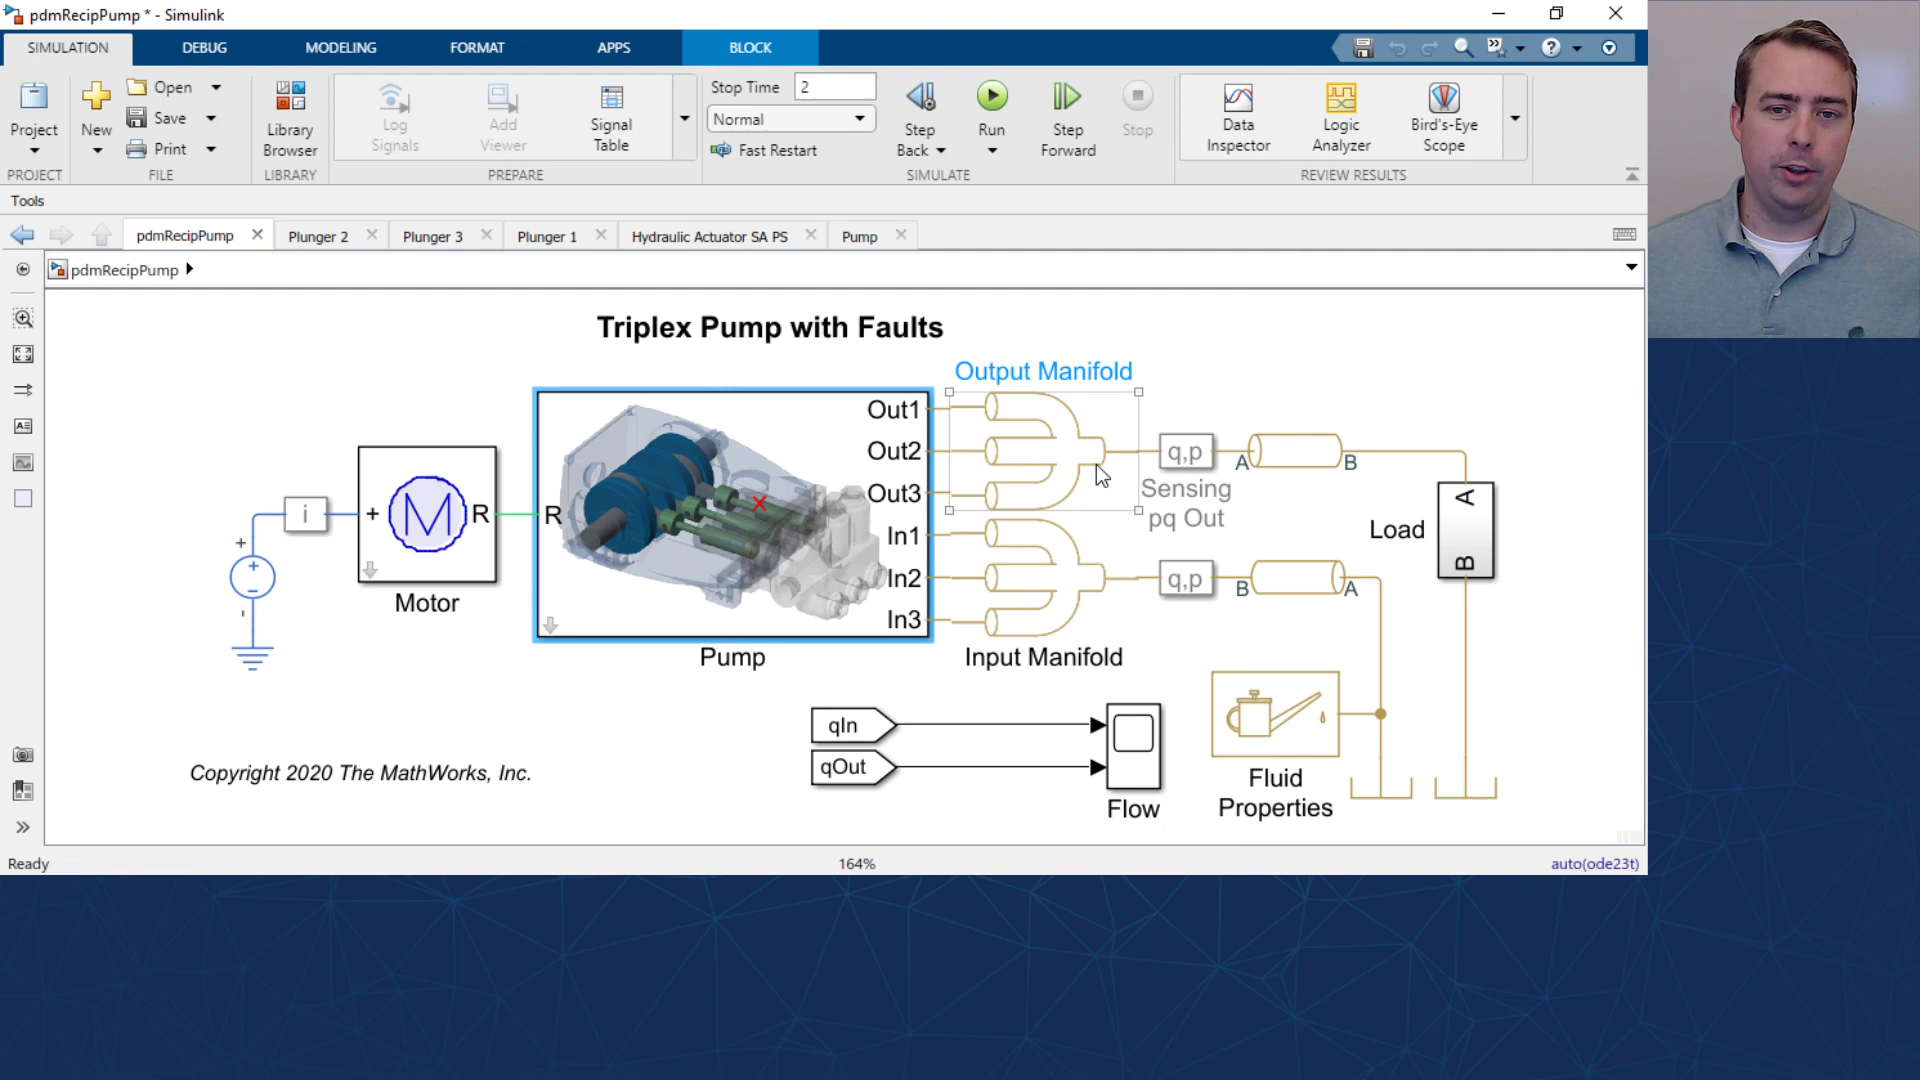 pdmRecipPump * - Simulink
SIMULATION DEBUG MODELING FORMAT APPS BLOCK
Project
New
Open
Save
Print
Library
Browser
Log
Signals
Add
Viewer
Signal
Table
Stop Time 2
Normal
Fast Restart
Step
Back
Run
Step
Forward
Stop
Data
Inspector
Logic
Analyzer
Bird's-Eye
Scope
PROJECT FILE LIBRARY PREPARE SIMULATE REVIEW RESULTS
Tools
pdmRecipPump Plunger 2 Plunger 3 Plunger 1 Hydraulic Actuator SA PS Pump
pdmRecipPump
Triplex Pump with Faults
Output Manifold
Out1
Out2
Out3
In1
In2
In3
i
+ M R
R
+
+
-
-
Motor
Pump
Input Manifold
q,p
Sensing
pq Out
A B
q,p
B A
Load
A
B
qIn
qOut
Flow
Fluid
Properties
Copyright 2020 The MathWorks, Inc.
Ready 164% auto(ode23t)